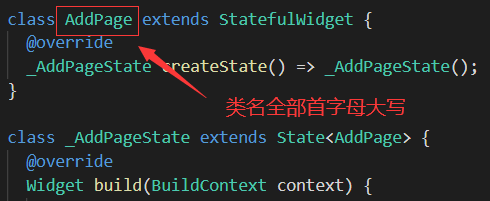 class AddPage extends StatefulWidget {
@override
_AddPageState createState() => _AddPageState();
}
类名全部首字母大写
class _AddPageState extends State<AddPage> {
@override
Widget build(BuildContext context) {